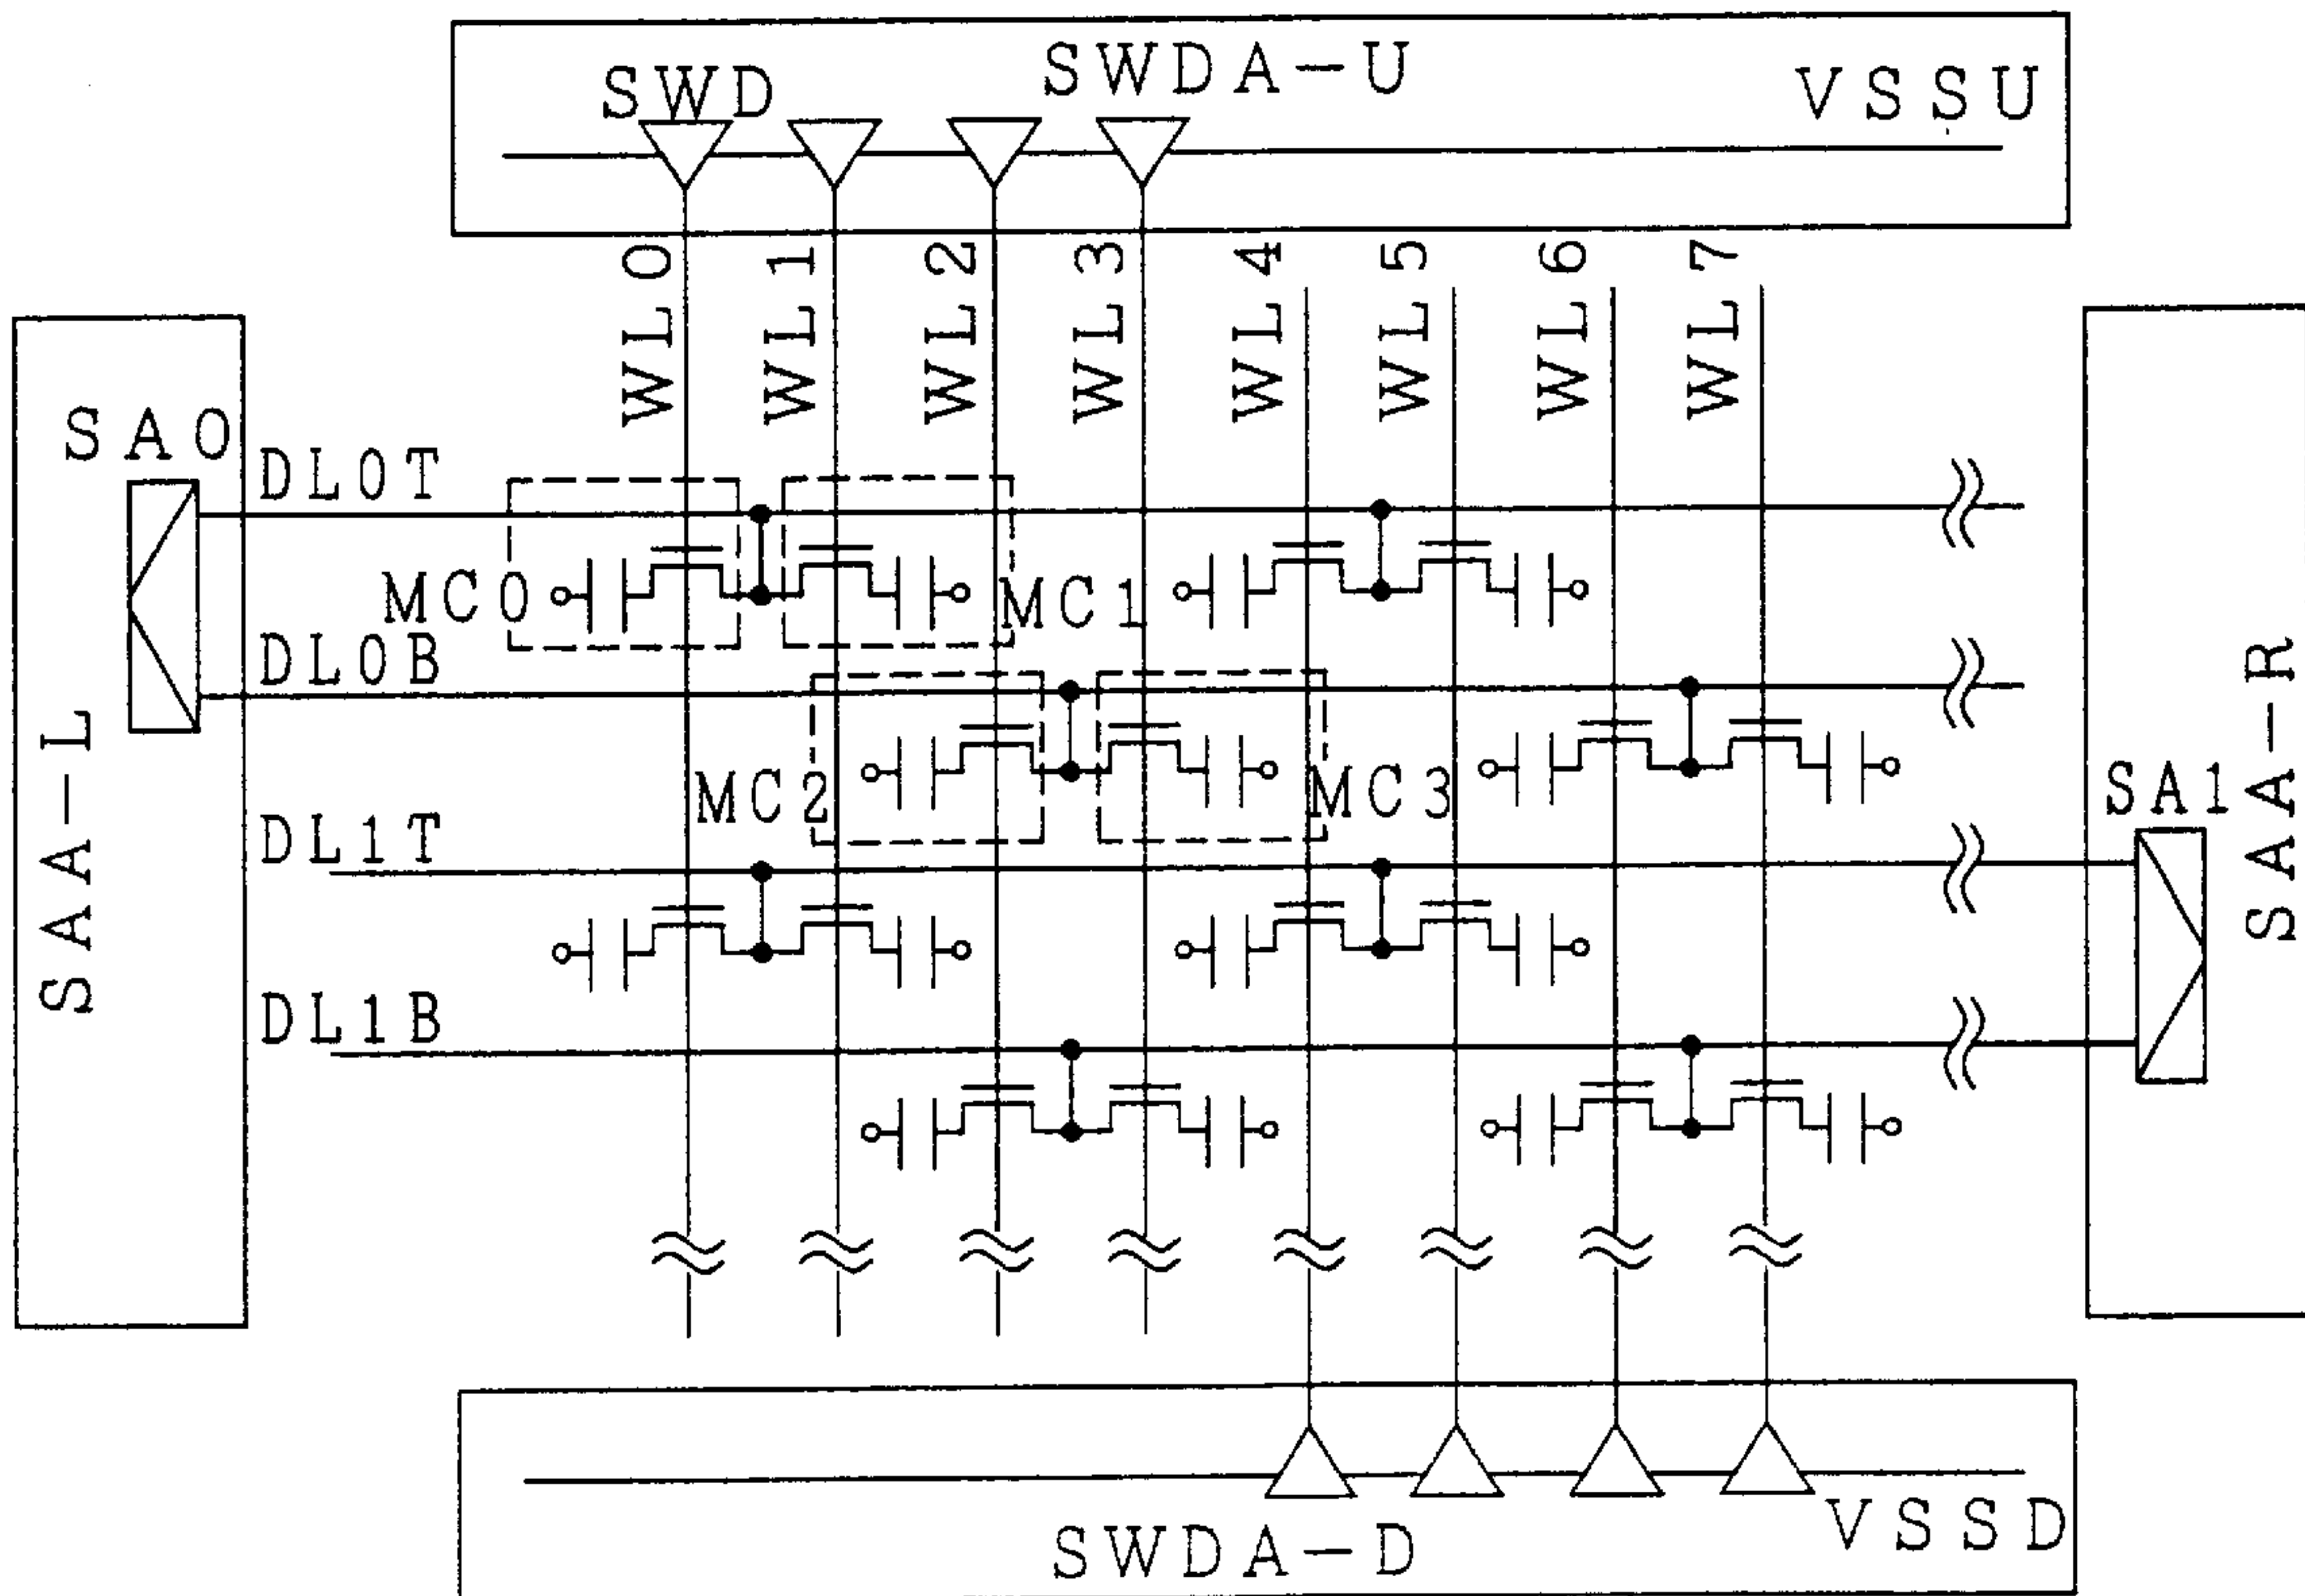 SWDA-U
SWD
VSSU
WL0
WL1
WL2
WL3
WL4
WL5
WL6
WL7
SA0
DL0T
MC0
MC1
DL0B
SAA-L
SAA-R
MC2
MC3
SA1
DL1T
DL1B
VSSD
SWDA-D